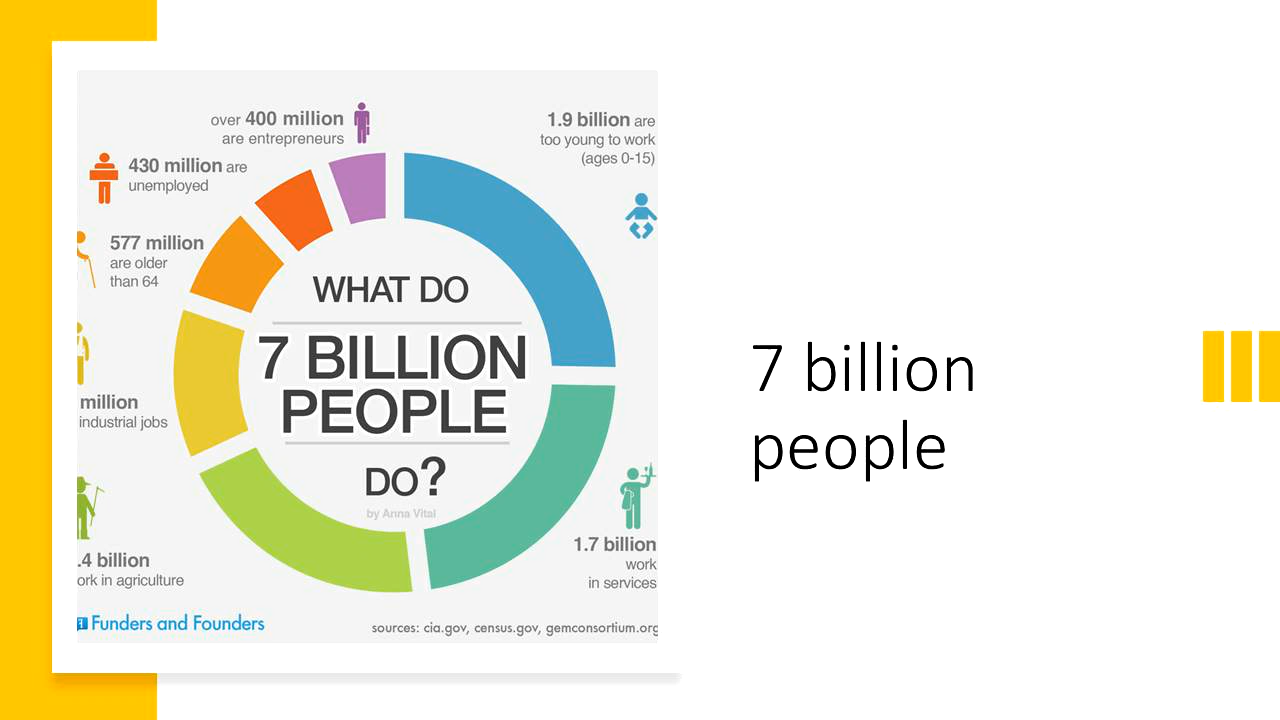 over 400 million
are entrepreneurs
1.9 billion are
too young to work
(ages 0-15)
430 million are
unemployed
577 million
are older
than 64
million
industrial jobs
.4 billion
ork in agriculture
WHAT DO
7 BILLION
PEOPLE
DO?
by Anna Vital
1.7 billion
work
in services
Funders and Founders
sources: cia.gov, census.gov, gemconsortium.org
7 billion
people